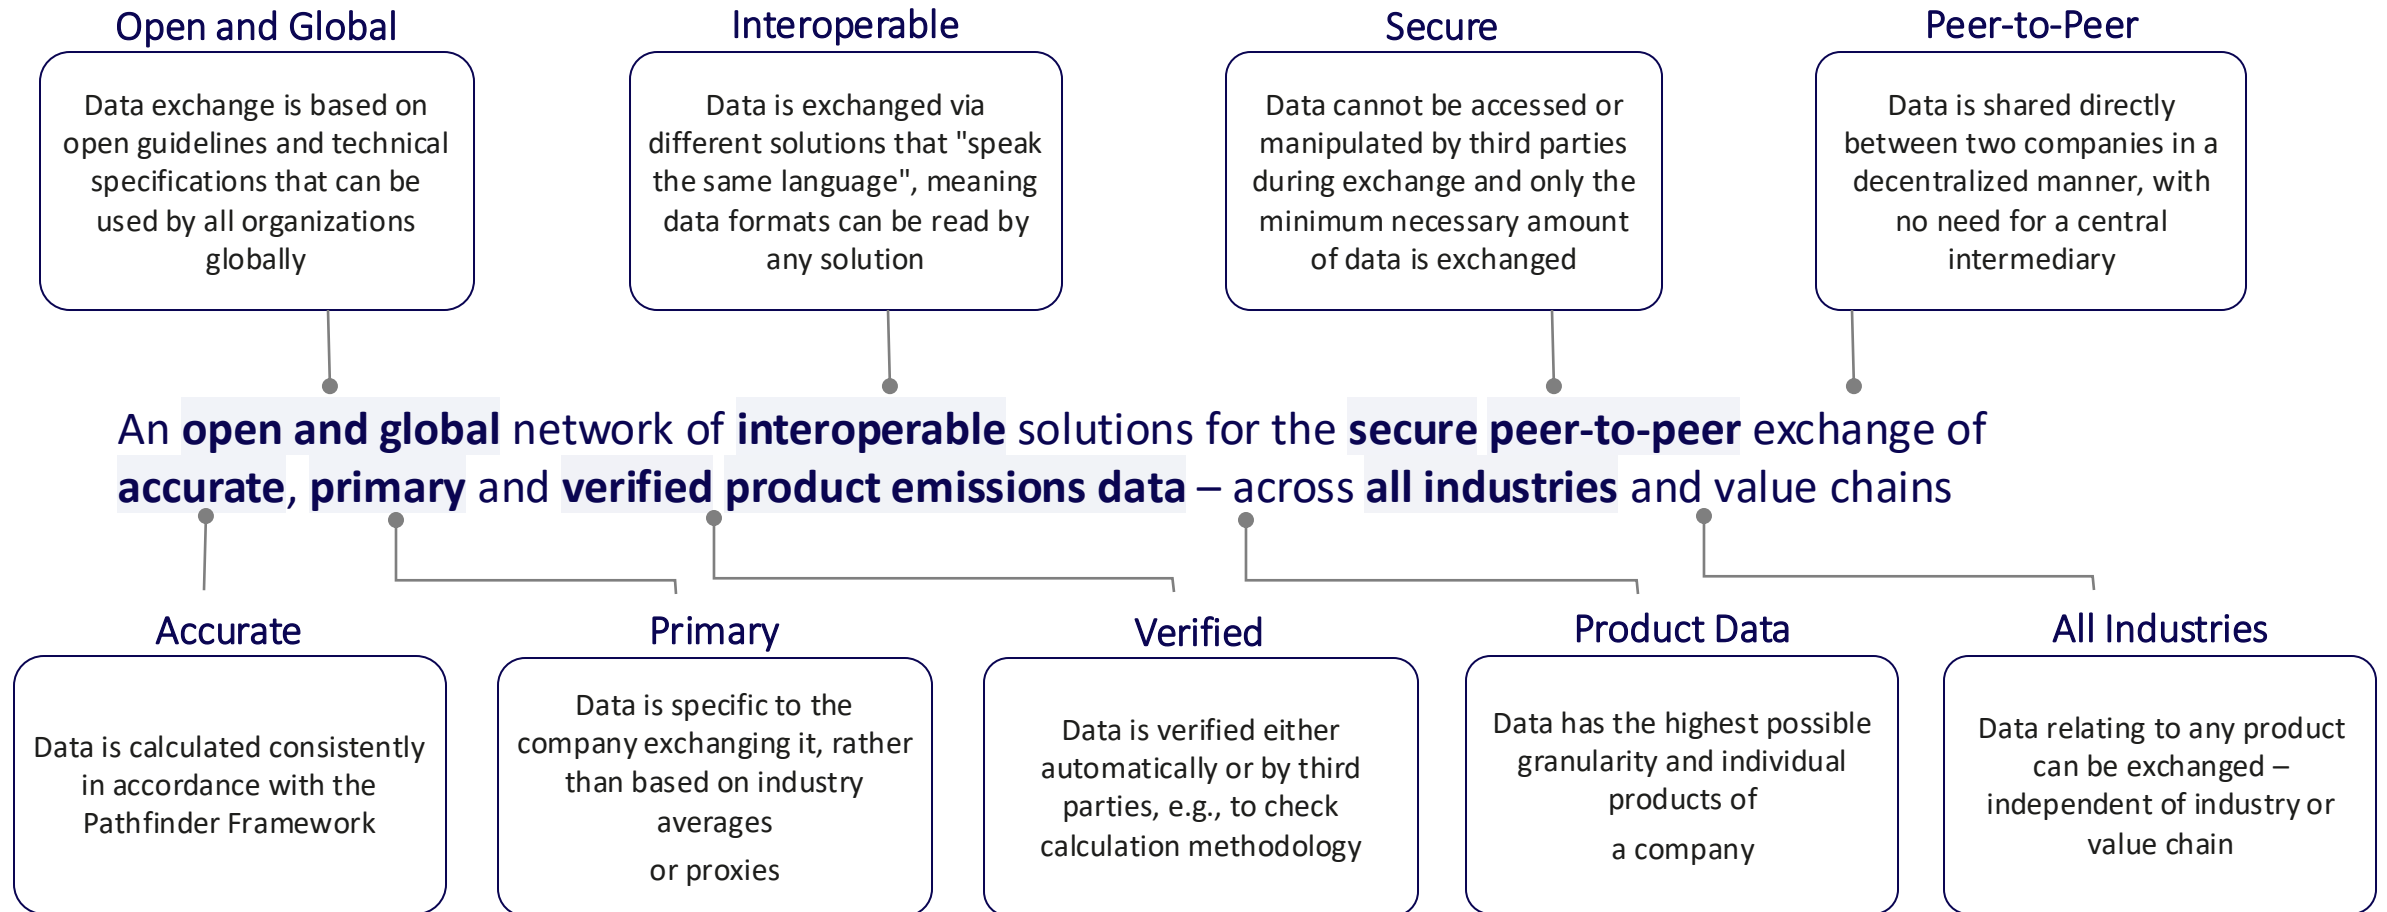 Open and Global
Data exchange is based on
open guidelines and technical
specifications that can be
used by all organizations
globally
Interoperable
Data is exchanged via
different solutions that "speak
the same language", meaning
data formats can be read by
any solution
Secure
Data cannot be accessed or
manipulated by third parties
during exchange and only the
minimum necessary amount
of data is exchanged
Peer-to-Peer
Data is shared directly
between two companies in a
decentralized manner, with
no need for a central
intermediary
An open and global network of interoperable solutions for the secure peer-to-peer exchange of
accurate, primary and verified product emissions data – across all industries and value chains
Accurate
Data is calculated consistently
in accordance with the
Pathfinder Framework
Primary
Data is specific to the
company exchanging it, rather
than based on industry
averages
or proxies
Verified
Data is verified either
automatically or by third
parties, e.g., to check
calculation methodology
Product Data
Data has the highest possible
granularity and individual
products of
a company
All Industries
Data relating to any product
can be exchanged –
independent of industry or
value chain